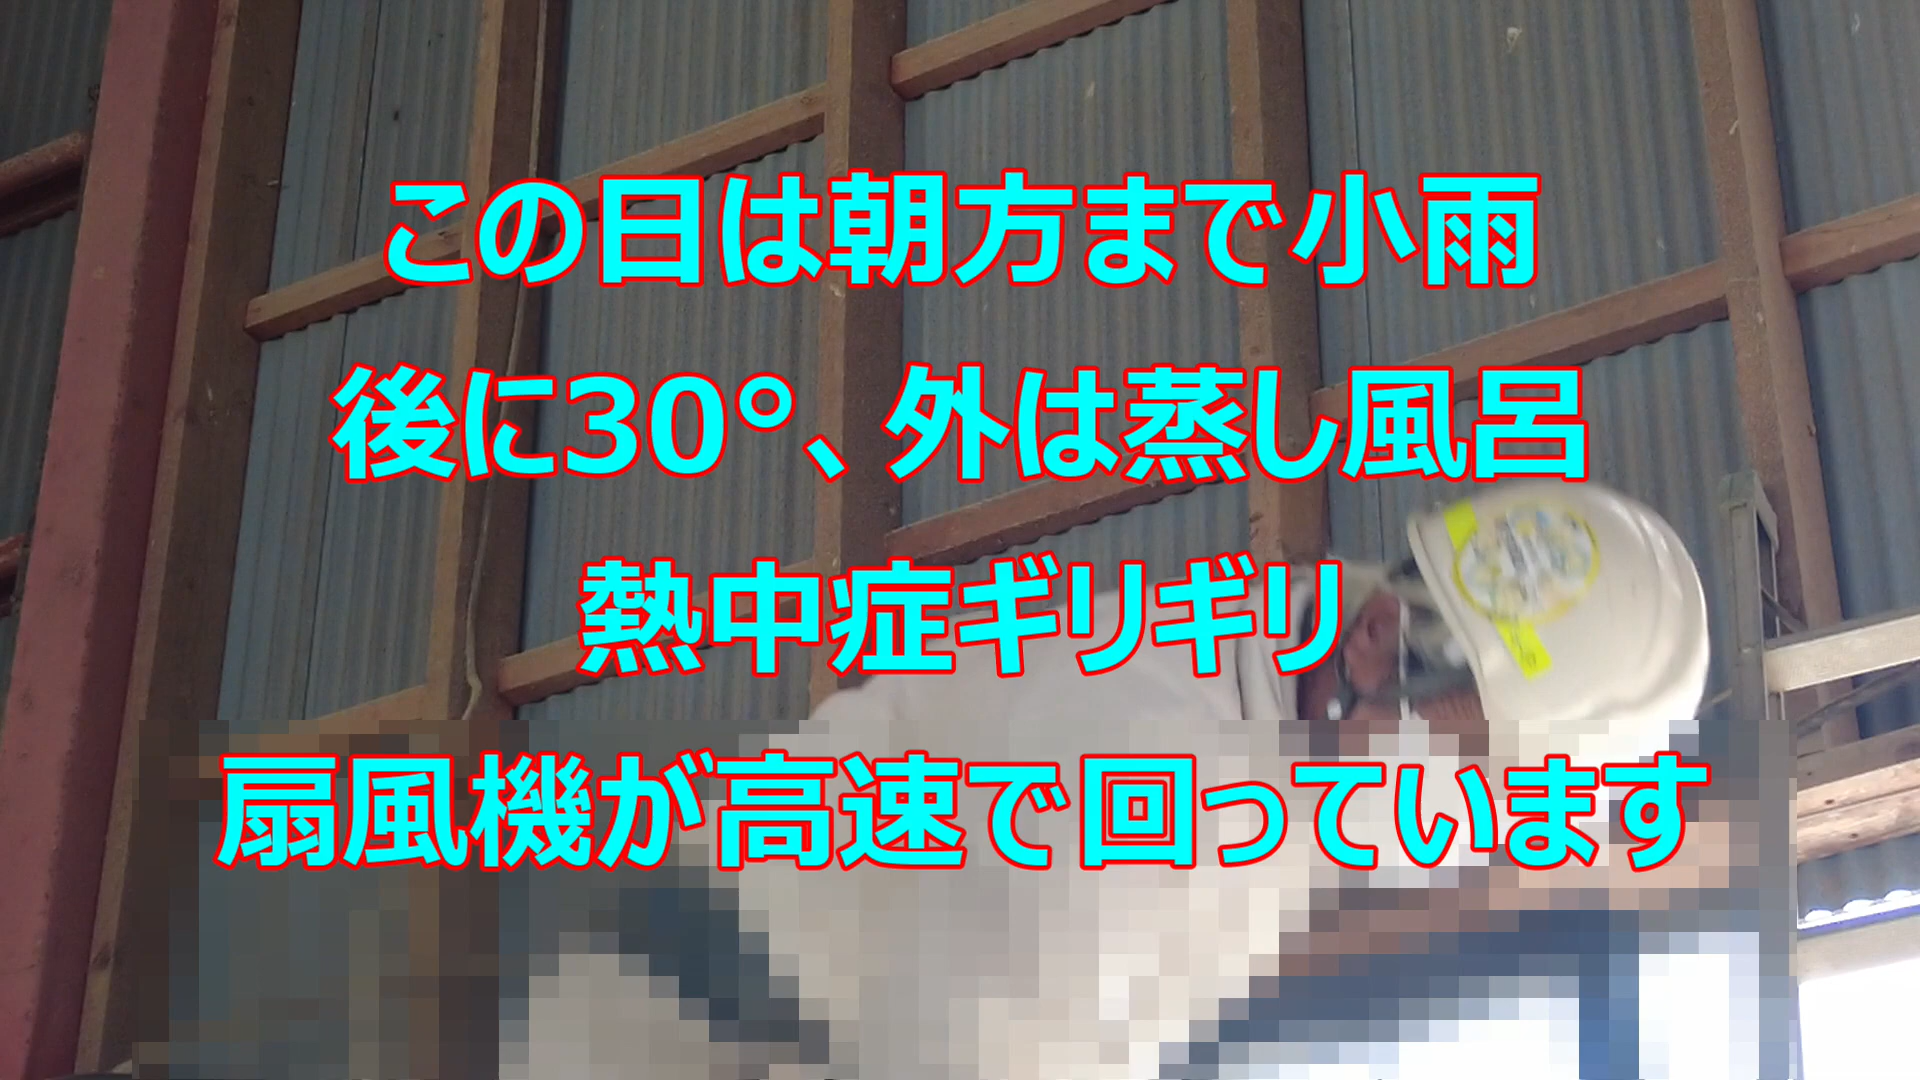 この日は朝方まで小雨
後に30°、外は蒸し風呂
熱中症ギリギリ
扇風機が高速で回っています